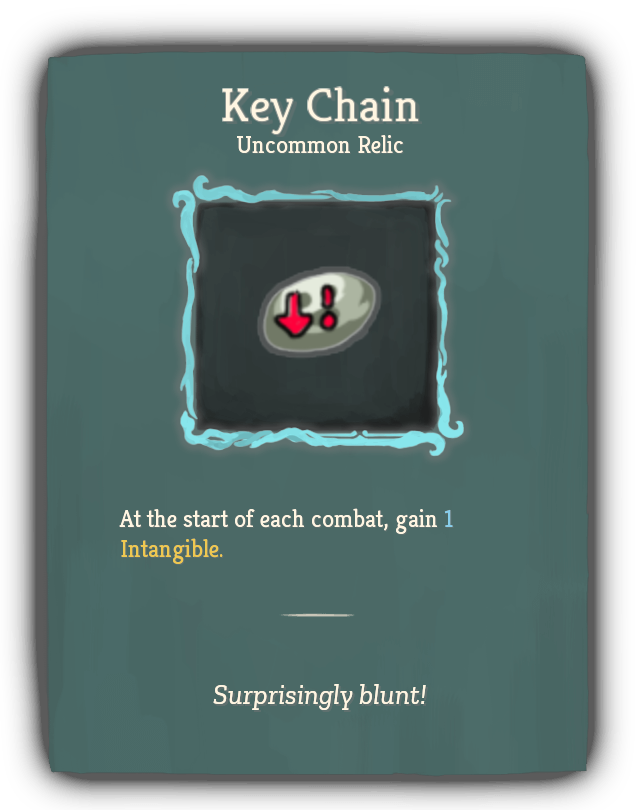 Key Chain
Uncommon Relic
At the start of each combat, gain 1
Intangible.
Surprisingly blunt!